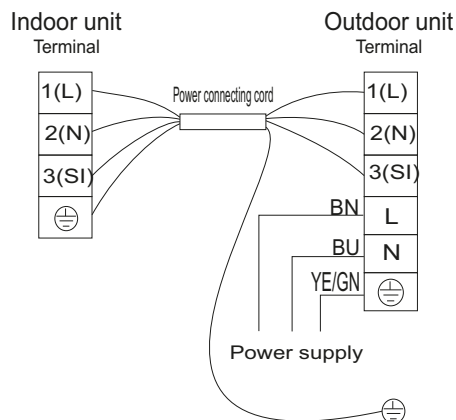 Indoor unit
Terminal
1(L)
2(N)
3(SI)
Power connecting cord
Outdoor unit
Terminal
1(L)
2(N)
3(SI)
BN L
BU N
YE/GN
Power supply